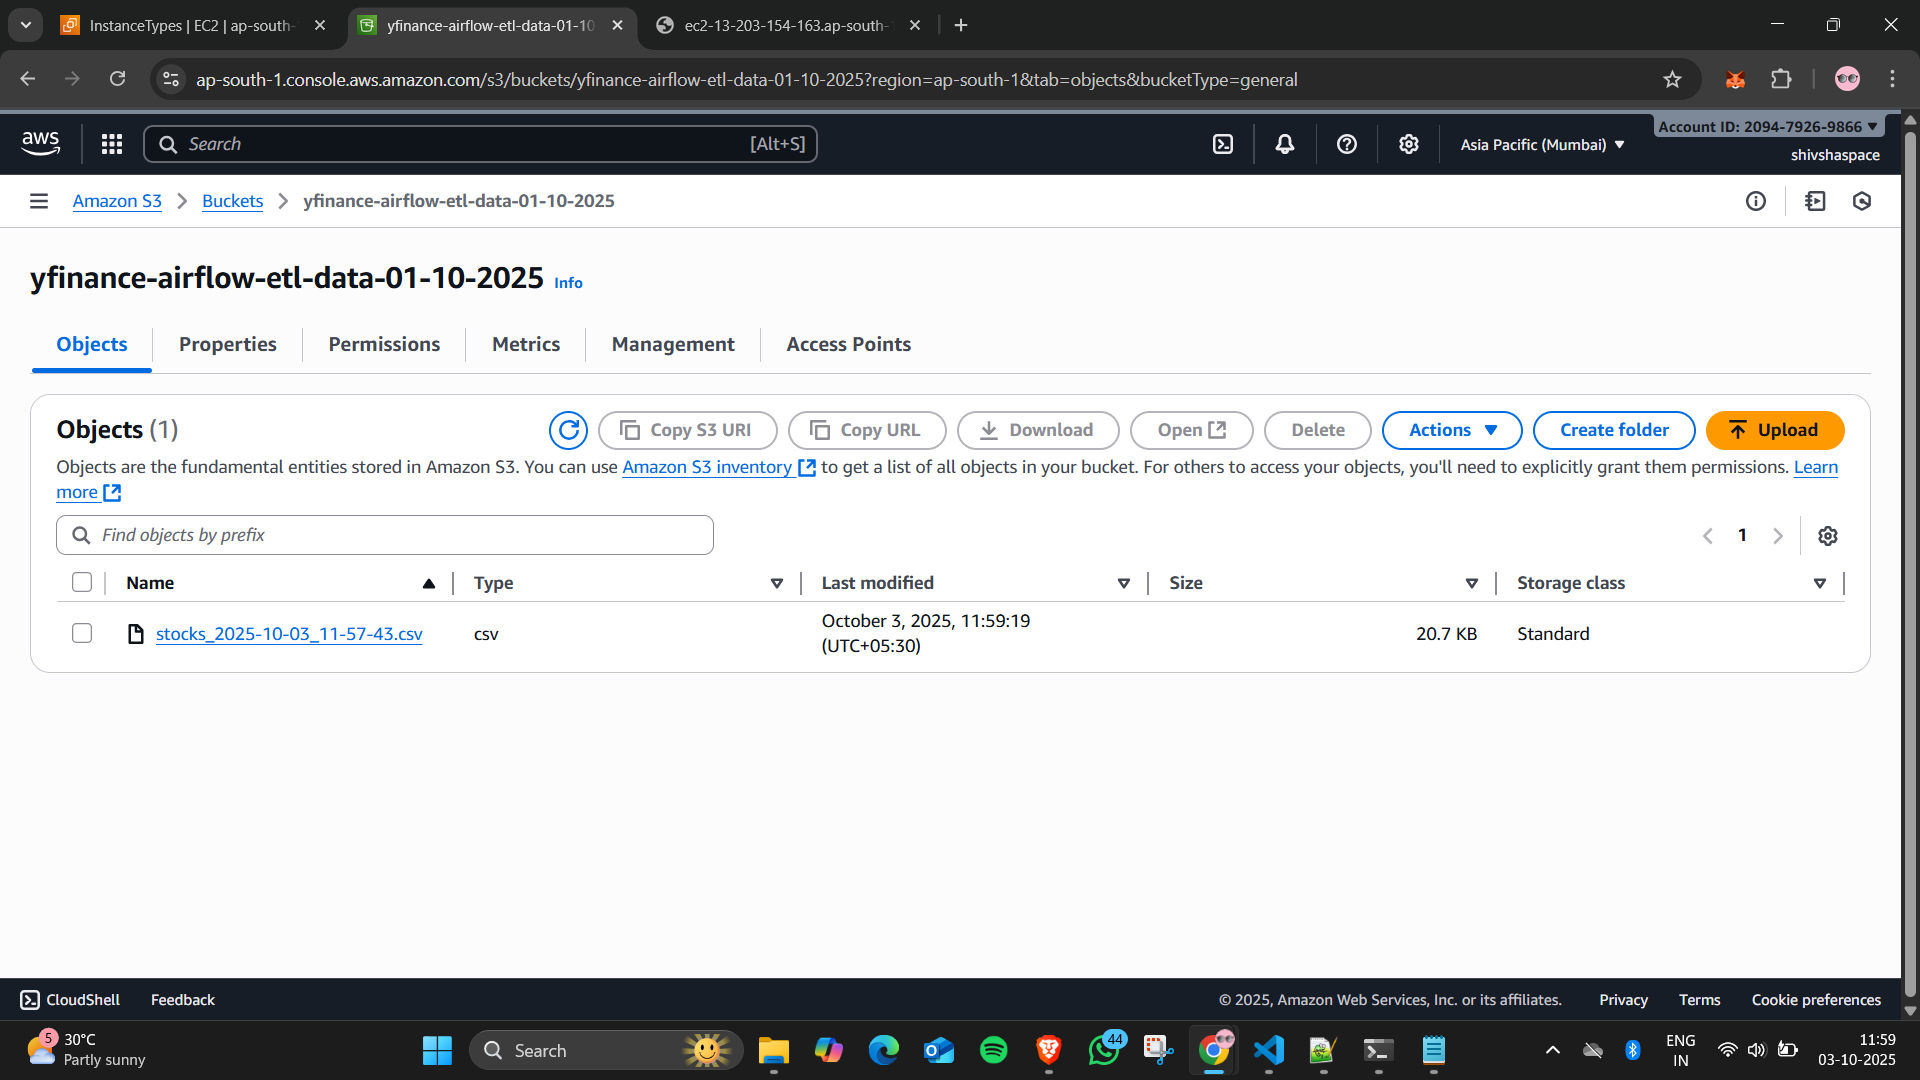 InstanceTypes | EC2 | ap-south-
yfinance-airflow-etl-data-01-10
ec2-13-203-154-163.ap-south-
ap-south-1.console.aws.amazon.com/s3/buckets/yfinance-airflow-etl-data-01-10-2025?region=ap-south-1&tab=objects&bucketType=general
aws
Search
[Alt+S]
Asia Pacific (Mumbai)
Account ID: 2094-7926-9866
shivshaspace
Amazon S3
Buckets
yfinance-airflow-etl-data-01-10-2025
yfinance-airflow-etl-data-01-10-2025 Info
Objects
Properties
Permissions
Metrics
Management
Access Points
Objects (1)
Copy S3 URI
Copy URL
Download
Open
Delete
Actions
Create folder
Upload
Objects are the fundamental entities stored in Amazon S3. You can use Amazon S3 inventory to get a list of all objects in your bucket. For others to access your objects, you'll need to explicitly grant them permissions. Learn
more
Find objects by prefix
1
Name
Type
Last modified
Size
Storage class
stocks_2025-10-03_11-57-43.csv
csv
October 3, 2025, 11:59:19
(UTC+05:30)
20.7 KB
Standard
CloudShell
Feedback
© 2025, Amazon Web Services, Inc. or its affiliates.
Privacy
Terms
Cookie preferences
5
30°C
Partly sunny
Search
44
ENG
IN
11:59
03-10-2025